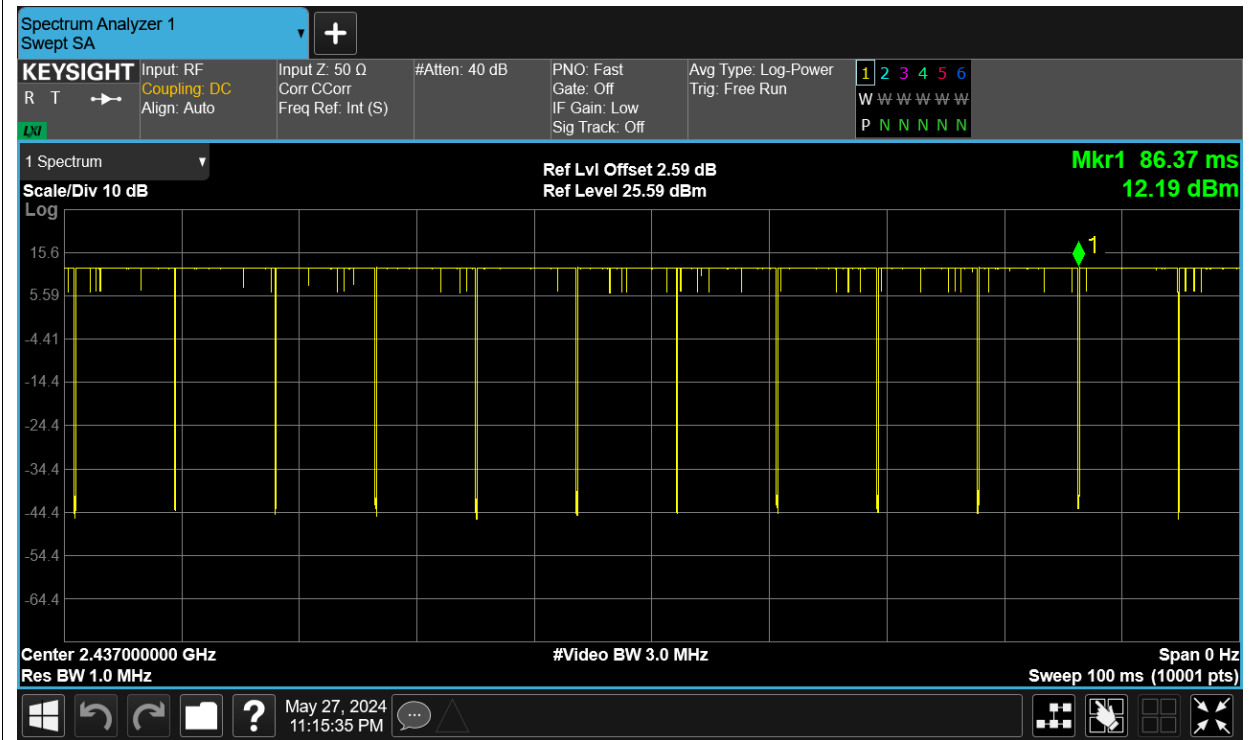 Spectrum Analyzer 1
Swept SA
KEYSIGHT
R T
LXI
Input: RF
Coupling: DC
Align: Auto
Input Z: 50 Ω
Corr CCorr
Freq Ref: Int (S)
#Atten: 40 dB
PNO: Fast
Gate: Off
IF Gain: Low
Sig Track: Off
Avg Type: Log-Power
Trig: Free Run
1 2 3 4 5 6
W W W W W W
P N N N N N
1 Spectrum
Scale/Div 10 dB
Log
Ref Lvl Offset 2.59 dB
Ref Level 25.59 dBm
Mkr1 86.37 ms
12.19 dBm
1
15.6
5.59
-4.41
-14.4
-24.4
-34.4
-44.4
-54.4
-64.4
Center 2.437000000 GHz
Res BW 1.0 MHz
#Video BW 3.0 MHz
Span 0 Hz
Sweep 100 ms (10001 pts)
?
May 27, 2024
11:15:35 PM